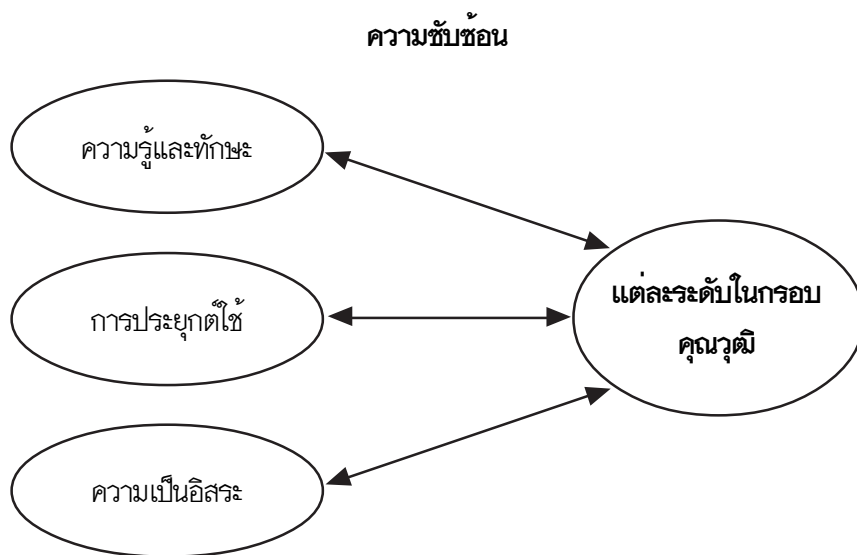 ความซับซ้อน
ความรู้และทักษะ
การประยุกต์ใช้
ความเป็นอิสระ
แต่ละระดับในกรอบ
คุณวุฒิ